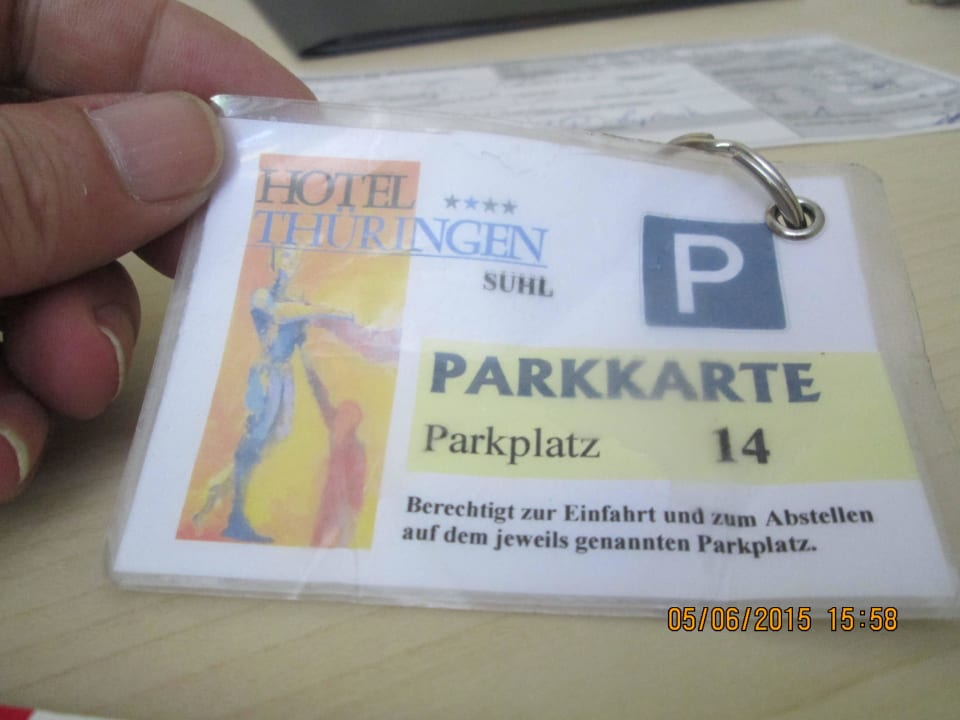 HOTEL ★★★★
THÜRINGEN
SUHL
P
PARKKARTE
Parkplatz 14
Berechtigt zur Einfahrt und zum Abstellen
auf dem jeweils genannten Parkplatz.
05/06/2015 15:58